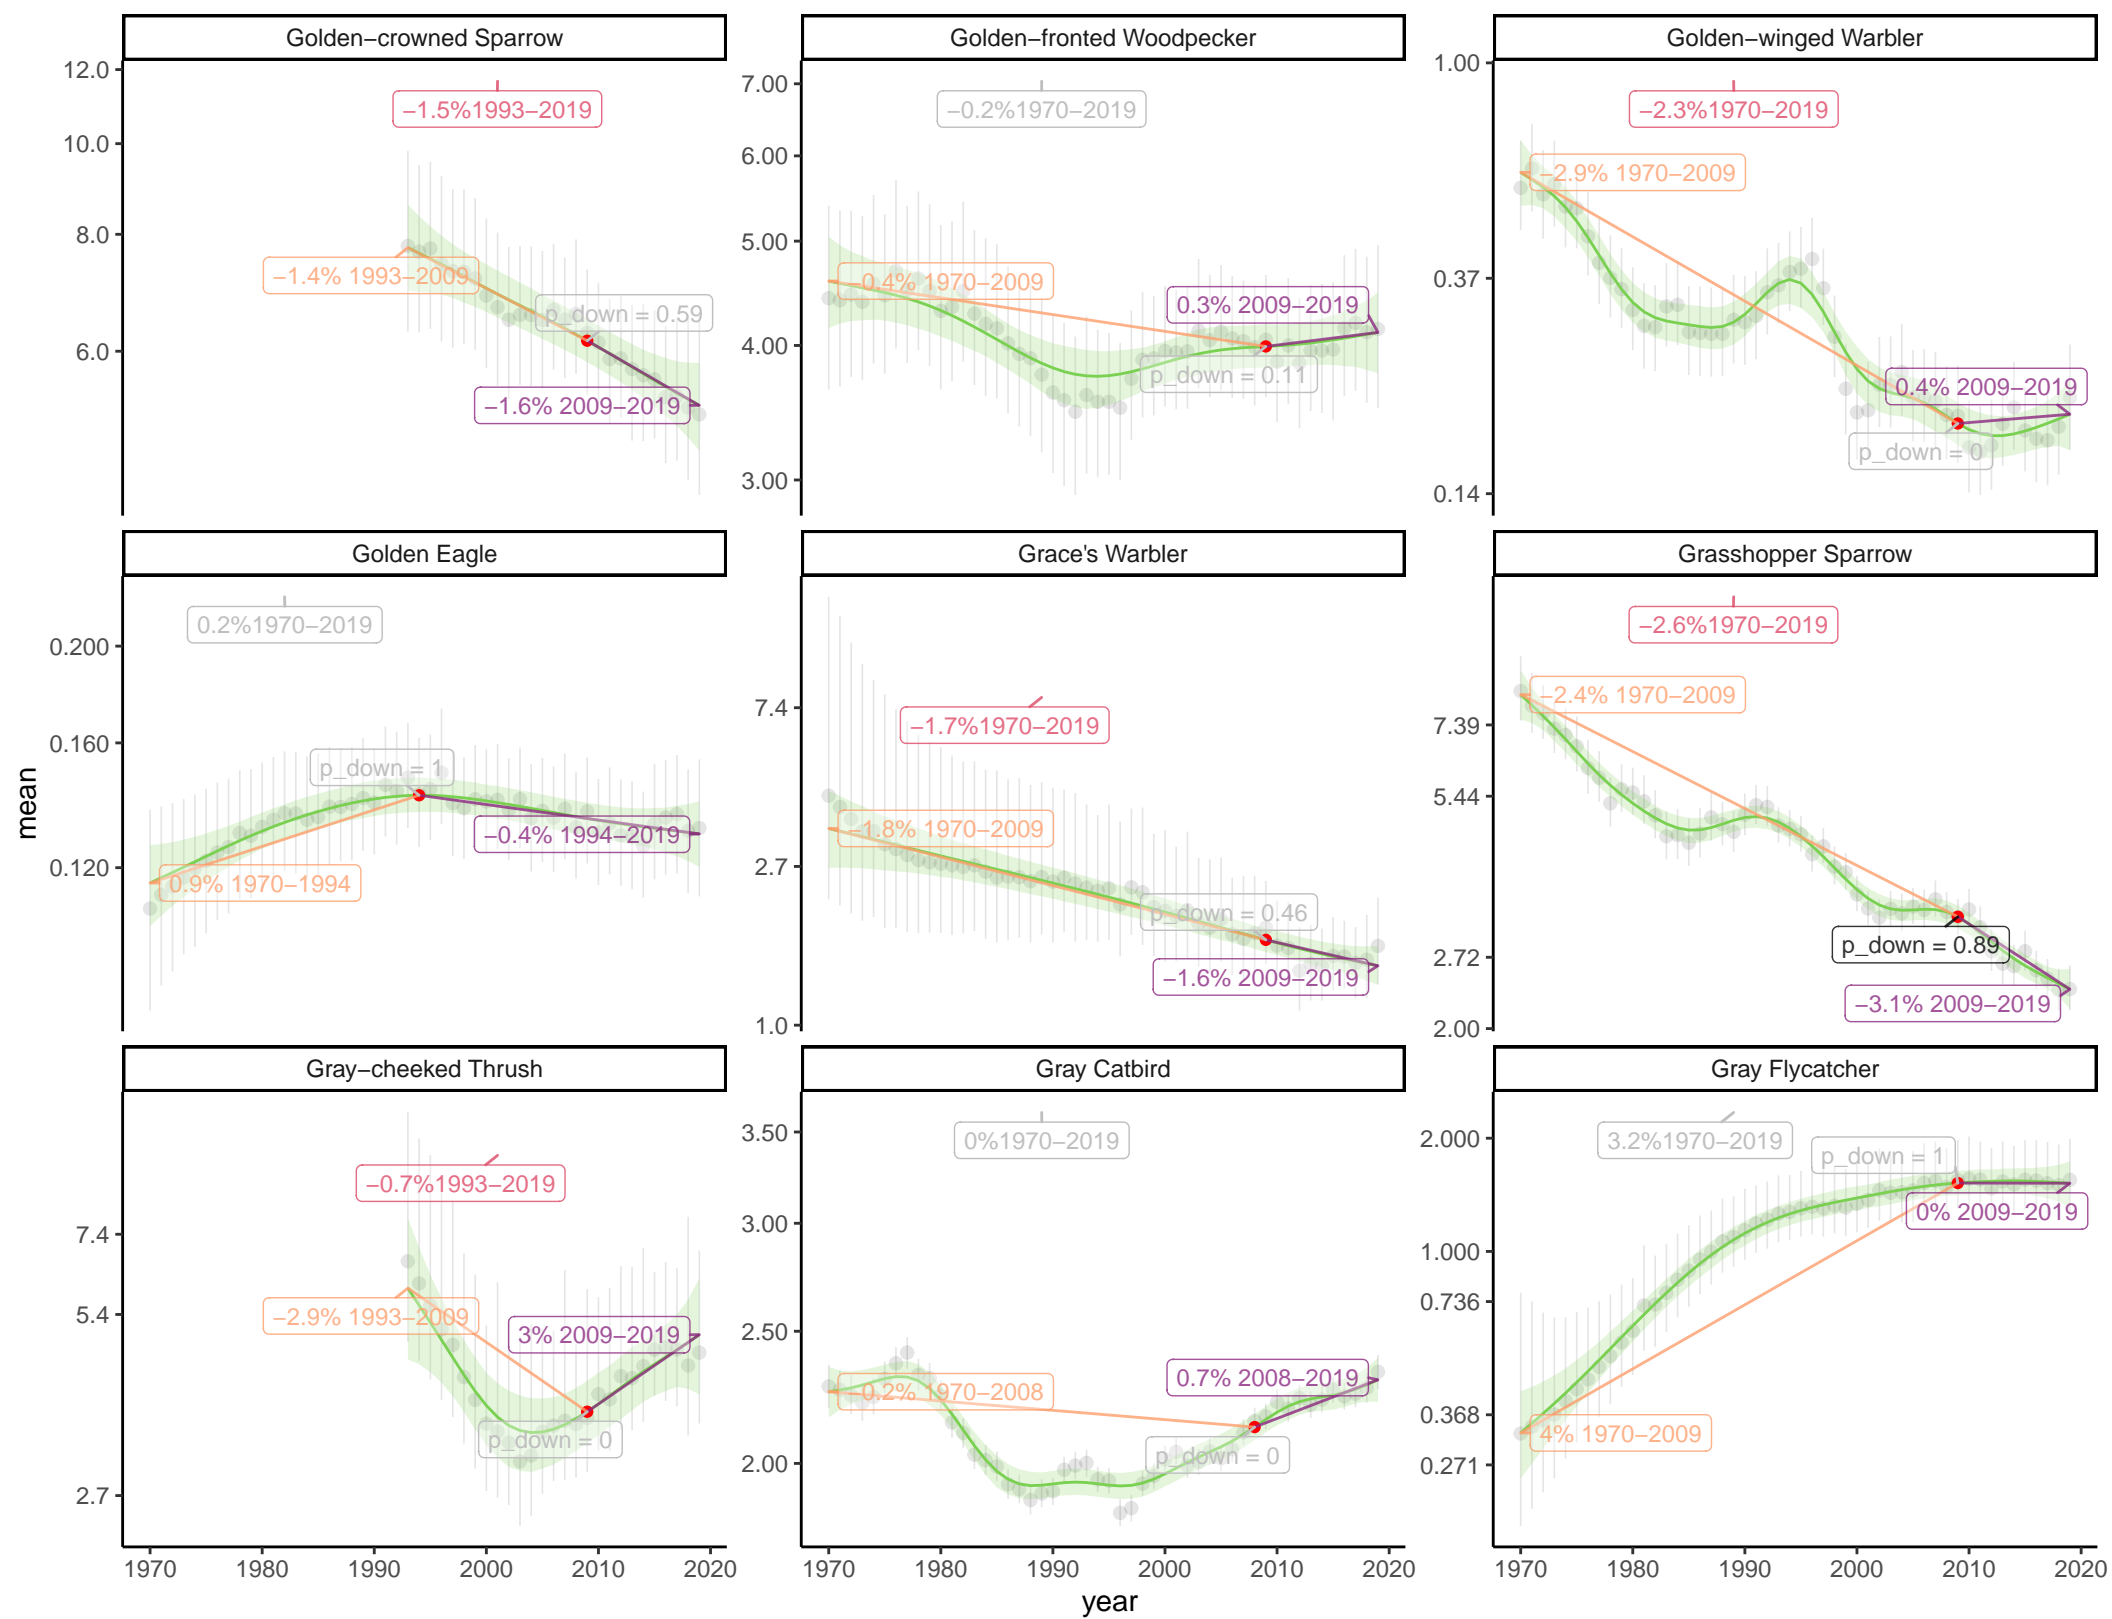 Golden−crowned Sparrow
Golden−fronted Woodpecker
Golden−winged Warbler
12.0
10.0
8.0
6.0
−1.5%1993−2019
−1.4% 1993−2009
p_down = 0.59
−1.6% 2009−2019
7.00
6.00
5.00
4.00
3.00
−0.2%1970−2019
−0.4% 1970−2009
0.3% 2009−2019
p_down = 0.11
1.00
0.37
0.14
−2.3%1970−2019
−2.9% 1970−2009
0.4% 2009−2019
p_down = 0
Golden Eagle
Grace's Warbler
Grasshopper Sparrow
0.200
0.160
0.120
0.2%1970−2019
p_down = 1
−0.4% 1994−2019
0.9% 1970−1994
7.4
2.7
1.0
−1.7%1970−2019
−1.8% 1970−2009
p_down = 0.46
−1.6% 2009−2019
7.39
5.44
2.72
2.00
−2.6%1970−2019
−2.4% 1970−2009
p_down = 0.89
−3.1% 2009−2019
Gray−cheeked Thrush
Gray Catbird
Gray Flycatcher
7.4
5.4
2.7
−0.7%1993−2019
−2.9% 1993−2009
3% 2009−2019
p_down = 0
3.50
3.00
2.50
2.00
0%1970−2019
−0.2% 1970−2008
0.7% 2008−2019
p_down = 0
2.000
1.000
0.736
0.368
0.271
3.2%1970−2019
p_down = 1
0% 2009−2019
4% 1970−2009
1970 1980 1990 2000 2010 2020
1970 1980 1990 2000 2010 2020
1970 1980 1990 2000 2010 2020
mean
year